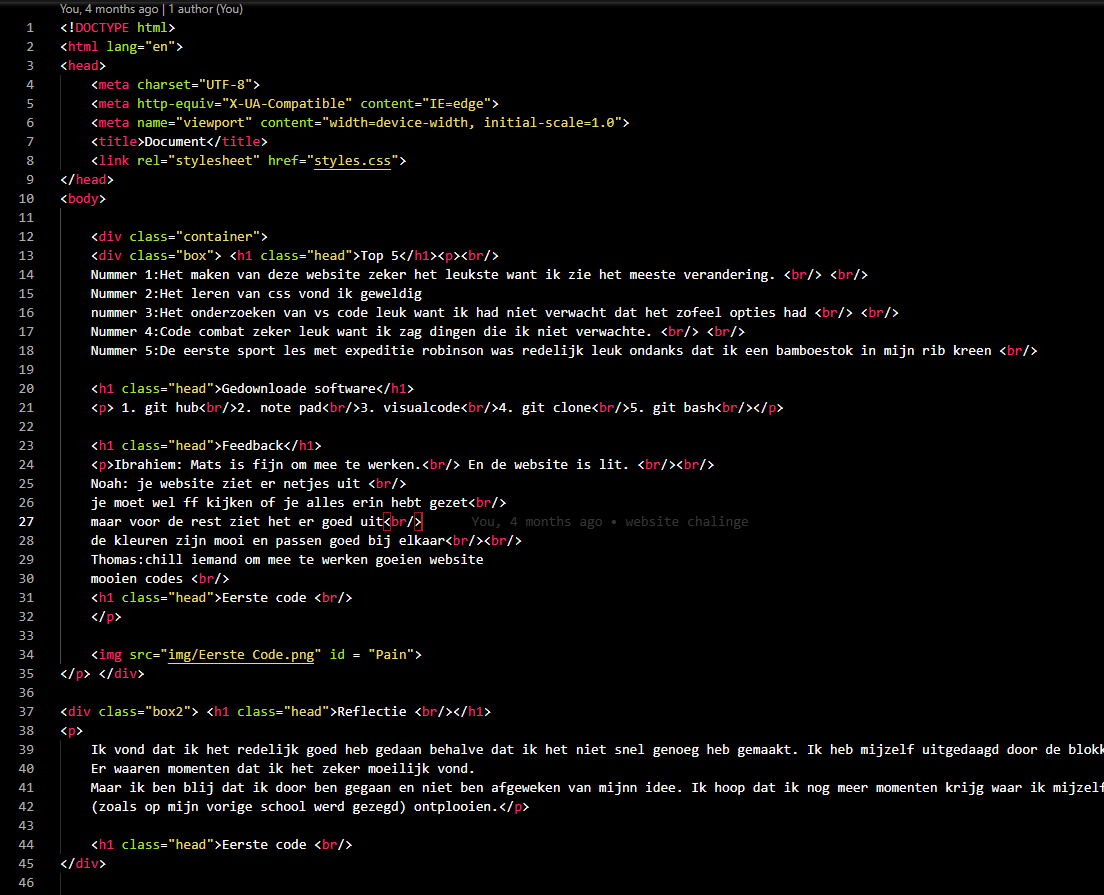 You, 4 months ago | 1 author (You)
1 <!DOCTYPE html>
2 <html lang="en">
3 <head>
4 <meta charset="UTF-8">
5 <meta http-equiv="X-UA-Compatible" content="IE=edge">
6 <meta name="viewport" content="width=device-width, initial-scale=1.0">
7 <title>Document</title>
8 <link rel="stylesheet" href="styles.css">
9 </head>
10 <body>
11
12 <div class="container">
13 <div class="box"> <h1 class="head">Top 5</h1><p><br/>
14 Nummer 1:Het maken van deze website zeker het leukste want ik zie het meeste verandering. <br/> <br/>
15 Nummer 2:Het leren van css vond ik geweldig
16 nummer 3:Het onderzoeken van vs code leuk want ik had niet verwacht dat het zofeel opties had <br/> <br/>
17 Nummer 4:Code combat zeker leuk want ik zag dingen die ik niet verwachte. <br/> <br/>
18 Nummer 5:De eerste sport les met expeditie robinson was redelijk leuk ondanks dat ik een bamboestok in mijn rib kreen <br/>
19
20 <h1 class="head">Gedownloade software</h1>
21 <p> 1. git hub<br/>2. note pad<br/>3. visualcode<br/>4. git clone<br/>5. git bash<br/></p>
22
23 <h1 class="head">Feedback</h1>
24 <p>Ibrahiem: Mats is fijn om mee te werken.<br/> En de website is lit. <br/><br/>
25 Noah: je website ziet er netjes uit <br/>
26 je moet wel ff kijken of je alles erin hebt gezet<br/>
27 maar voor de rest ziet het er goed uit<br/> You, 4 months ago • website chalinge
28 de kleuren zijn mooi en passen goed bij elkaar<br/><br/>
29 Thomas:chill iemand om mee te werken goeien website
30 mooien codes <br/>
31 <h1 class="head">Eerste code <br/>
32 </p>
33
34 <img src="img/Eerste Code.png" id = "Pain">
35 </p> </div>
36
37 <div class="box2"> <h1 class="head">Reflectie <br/></h1>
38 <p>
39 Ik vond dat ik het redelijk goed heb gedaan behalve dat ik het niet snel genoeg heb gemaakt. Ik heb mijzelf uitgedaagd door de blokk
40 Er waaren momenten dat ik het zeker moeilijk vond.
41 Maar ik ben blij dat ik door ben gegaan en niet ben afgeweken van mijnn idee. Ik hoop dat ik nog meer momenten krijg waar ik mijzelf
42 (zoals op mijn vorige school werd gezegd) ontplooien.</p>
43
44 <h1 class="head">Eerste code <br/>
45 </div>
46